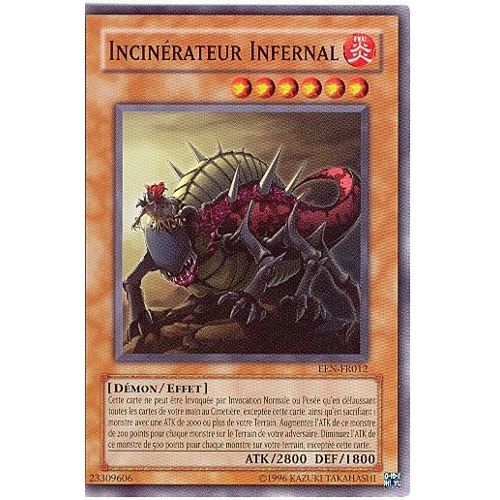 INCINÉRATEUR INFERNAL
FEU
炎
EEN-FR012
[DÉMON/EFFET]
Cette carte ne peut être Invoquée par Invocation Normale ou Posée qu'en défaussant
toutes les cartes de votre main au Cimetière, exceptée cette carte, ainsi qu'en sacrifiant 1
monstre avec une ATK de 2000 ou plus de votre Terrain. Augmentez l'ATK de ce monstre
de 200 points pour chaque monstre sur le Terrain de votre adversaire. Diminuez l'ATK de
ce monstre de 500 points pour chaque monstre sur votre terrain, exceptée cette carte.
ATK/2800 DEF/1800
23309606
©1996 KAZUKI TAKAHASHI